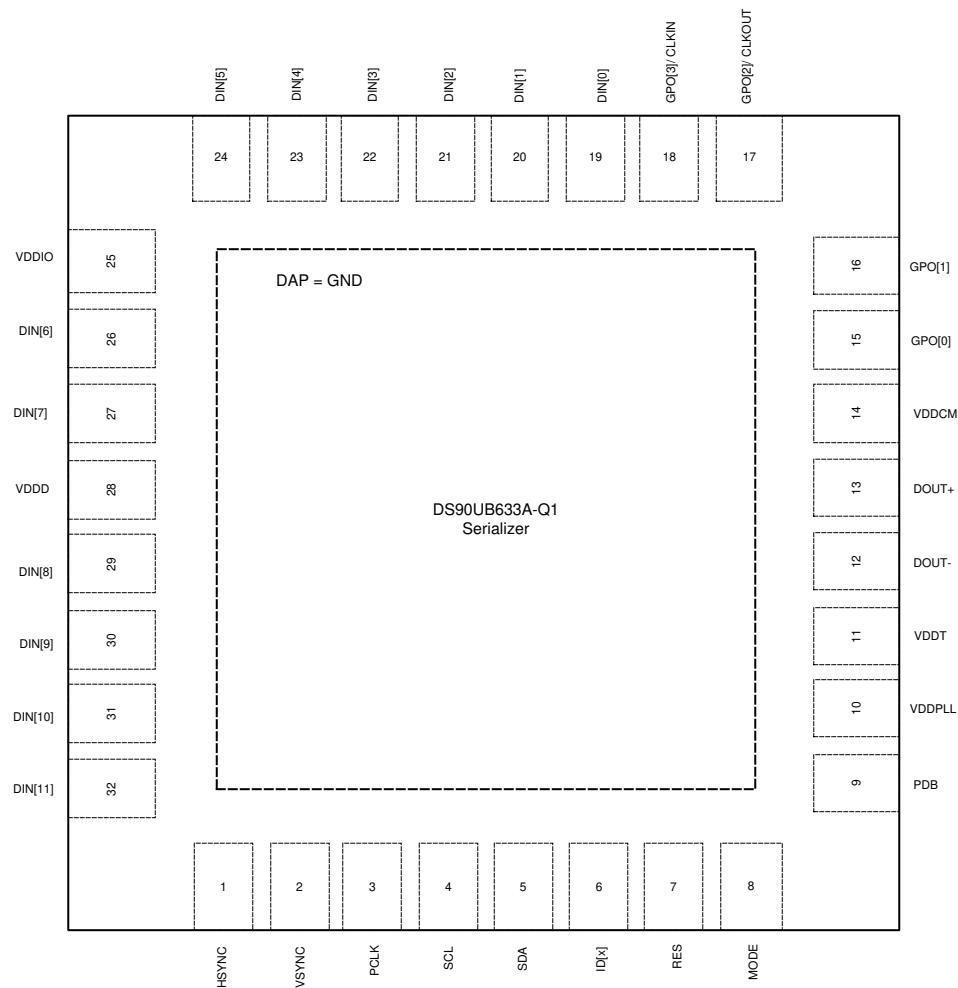 DIN[5]
DIN[4]
DIN[3]
DIN[2]
DIN[1]
DIN[0]
GPO[3]/ CLKIN
GPO[2]/ CLKOUT
24
23
22
21
20
19
18
17
VDDIO
25
DIN[6]
26
DIN[7]
27
VDDD
28
DIN[8]
29
DIN[9]
30
DIN[10]
31
DIN[11]
32
DAP = GND
DS90UB633A-Q1
Serializer
16
GPO[1]
15
GPO[0]
14
VDDCM
13
DOUT+
12
DOUT-
11
VDDT
10
VDDPLL
9
PDB
1
2
3
4
5
6
7
8
HSYNC
VSYNC
PCLK
SCL
SDA
ID[x]
RES
MODE